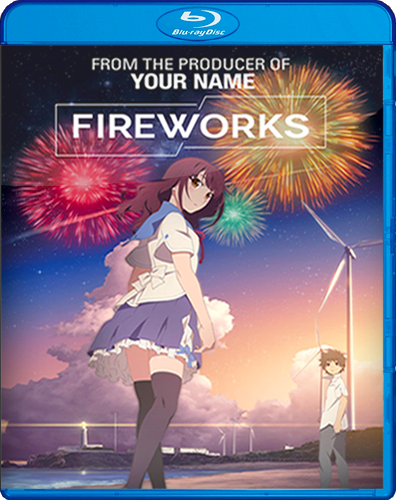 Blu-ray Disc
FROM THE PRODUCER OF
YOUR NAME
FIREWORKS